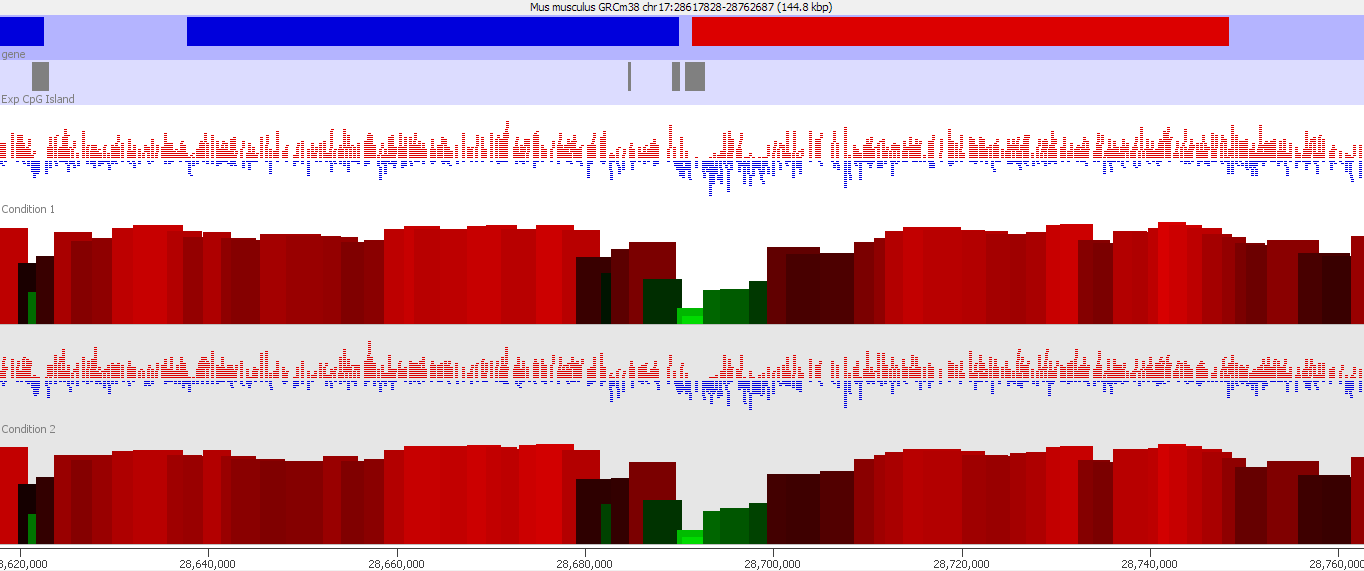 Mus musculus GRCm38 chr17:28617828-28762687 (144.8 kbp)
gene
Exp CpG Island
Condition 1
Condition 2
8,620,000 28,640,000 28,660,000 28,680,000 28,700,000 28,720,000 28,740,000 28,760,000